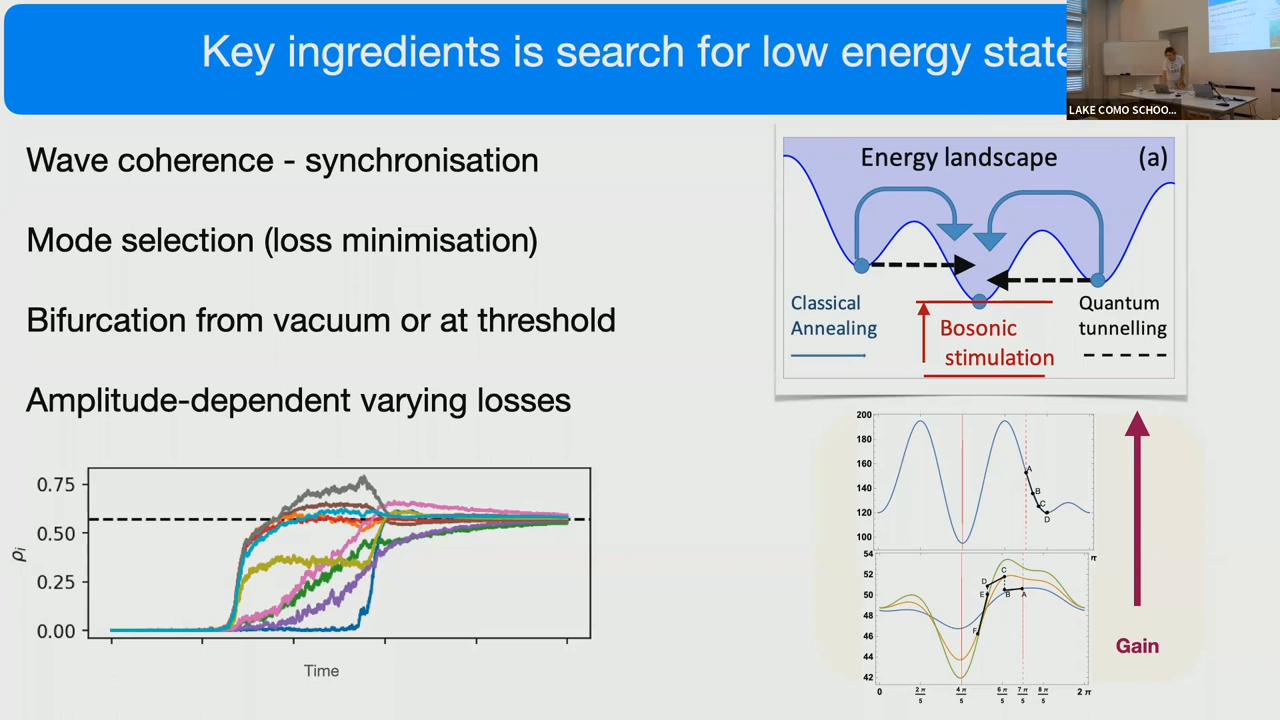 Key ingredients is search for low energy state
LAKE COMO SCHOO...
Wave coherence - synchronisation
Mode selection (loss minimisation)
Bifurcation from vacuum or at threshold
Amplitude-dependent varying losses
Energy landscape
(a)
Classical
Annealing
Bosonic
stimulation
Quantum
tunnelling
0.75
0.50
0.25
0.00
ρi
Time
200
180
160
140
120
100
A
B
C
D
π
54
52
50
48
46
44
42
D
C
E
B
A
F
0
2π/5
4π/5
6π/5
7π/5
8π/5
2 π
Gain